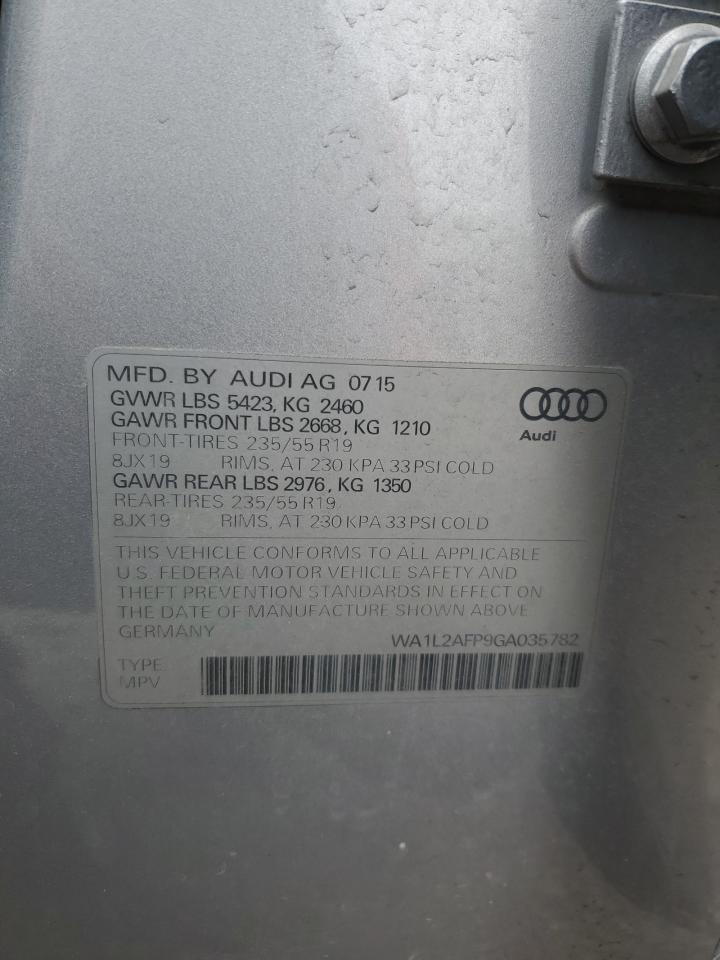 MFD. BY AUDI AG 0715
GVWR LBS 5423, KG 2460
GAWR FRONT LBS 2668, KG 1210
FRONT-TIRES 235/55 R19
8JX19 RIMS, AT 230 KPA 33 PSI COLD
GAWR REAR LBS 2976, KG 1350
REAR-TIRES 235/55 R19
8JX19 RIMS, AT 230 KPA 33 PSI COLD
Audi
THIS VEHICLE CONFORMS TO ALL APPLICABLE
U.S. FEDERAL MOTOR VEHICLE SAFETY AND
THEFT PREVENTION STANDARDS IN EFFECT ON
THE DATE OF MANUFACTURE SHOWN ABOVE
GERMANY WA1L2AFP9GA035782
TYPE
MPV